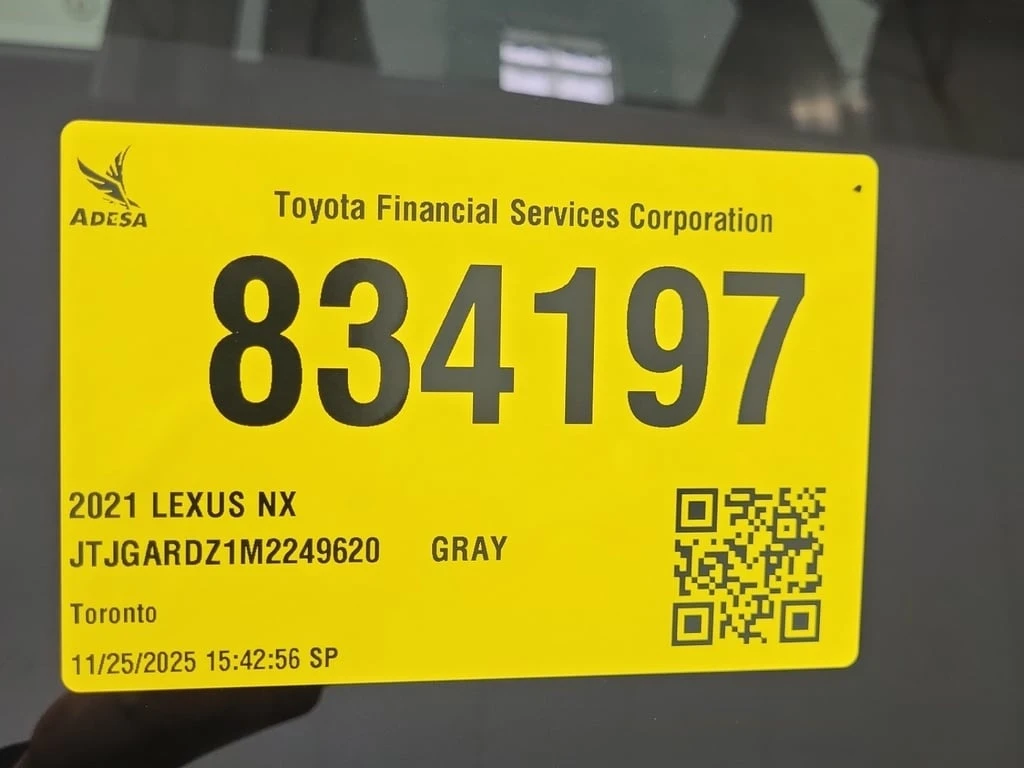 ADESA
Toyota Financial Services Corporation
834197
2021 LEXUS NX
JTJGARDZ1M2249620 GRAY
Toronto
11/25/2025 15:42:56 SP